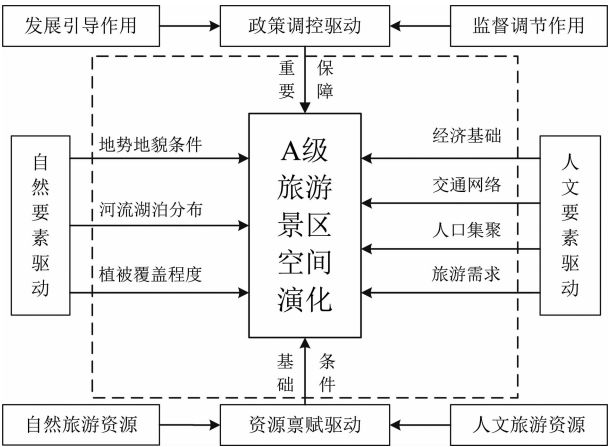 发展引导作用
政策调控驱动
监督调节作用
重要
保障
自然要素驱动
地势地貌条件
河流湖泊分布
植被覆盖程度
A级
旅游
景区
空间
演化
经济基础
交通网络
人口集聚
旅游需求
人文要素驱动
基础
条件
自然旅游资源
资源禀赋驱动
人文旅游资源